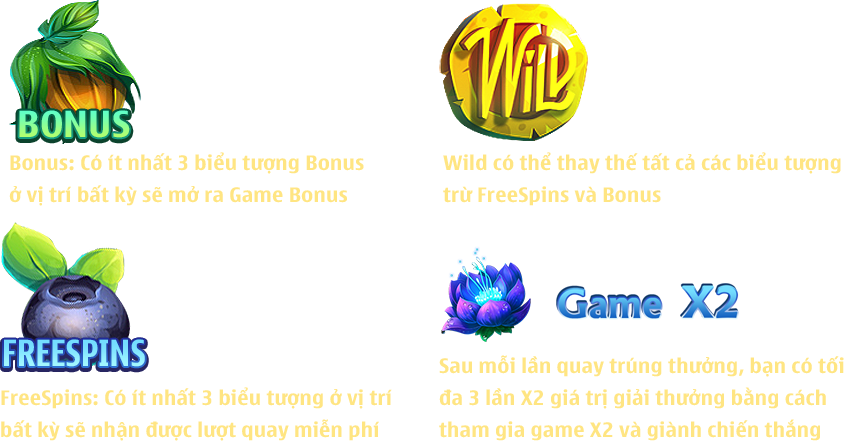 BONUS
Bonus: Có ít nhất 3 biểu tượng Bonus
ở vị trí bất kỳ sẽ mở ra Game Bonus
WiLD
Wild có thể thay thế tất cả các biểu tượng
trừ FreeSpins và Bonus
FREESPINS
FreeSpins: Có ít nhất 3 biểu tượng ở vị trí
bất kỳ sẽ nhận được lượt quay miễn phí
Game X2
Sau mỗi lần quay trúng thưởng, bạn có tối
đa 3 lần X2 giá trị giải thưởng bằng cách
tham gia game X2 và giành chiến thắng